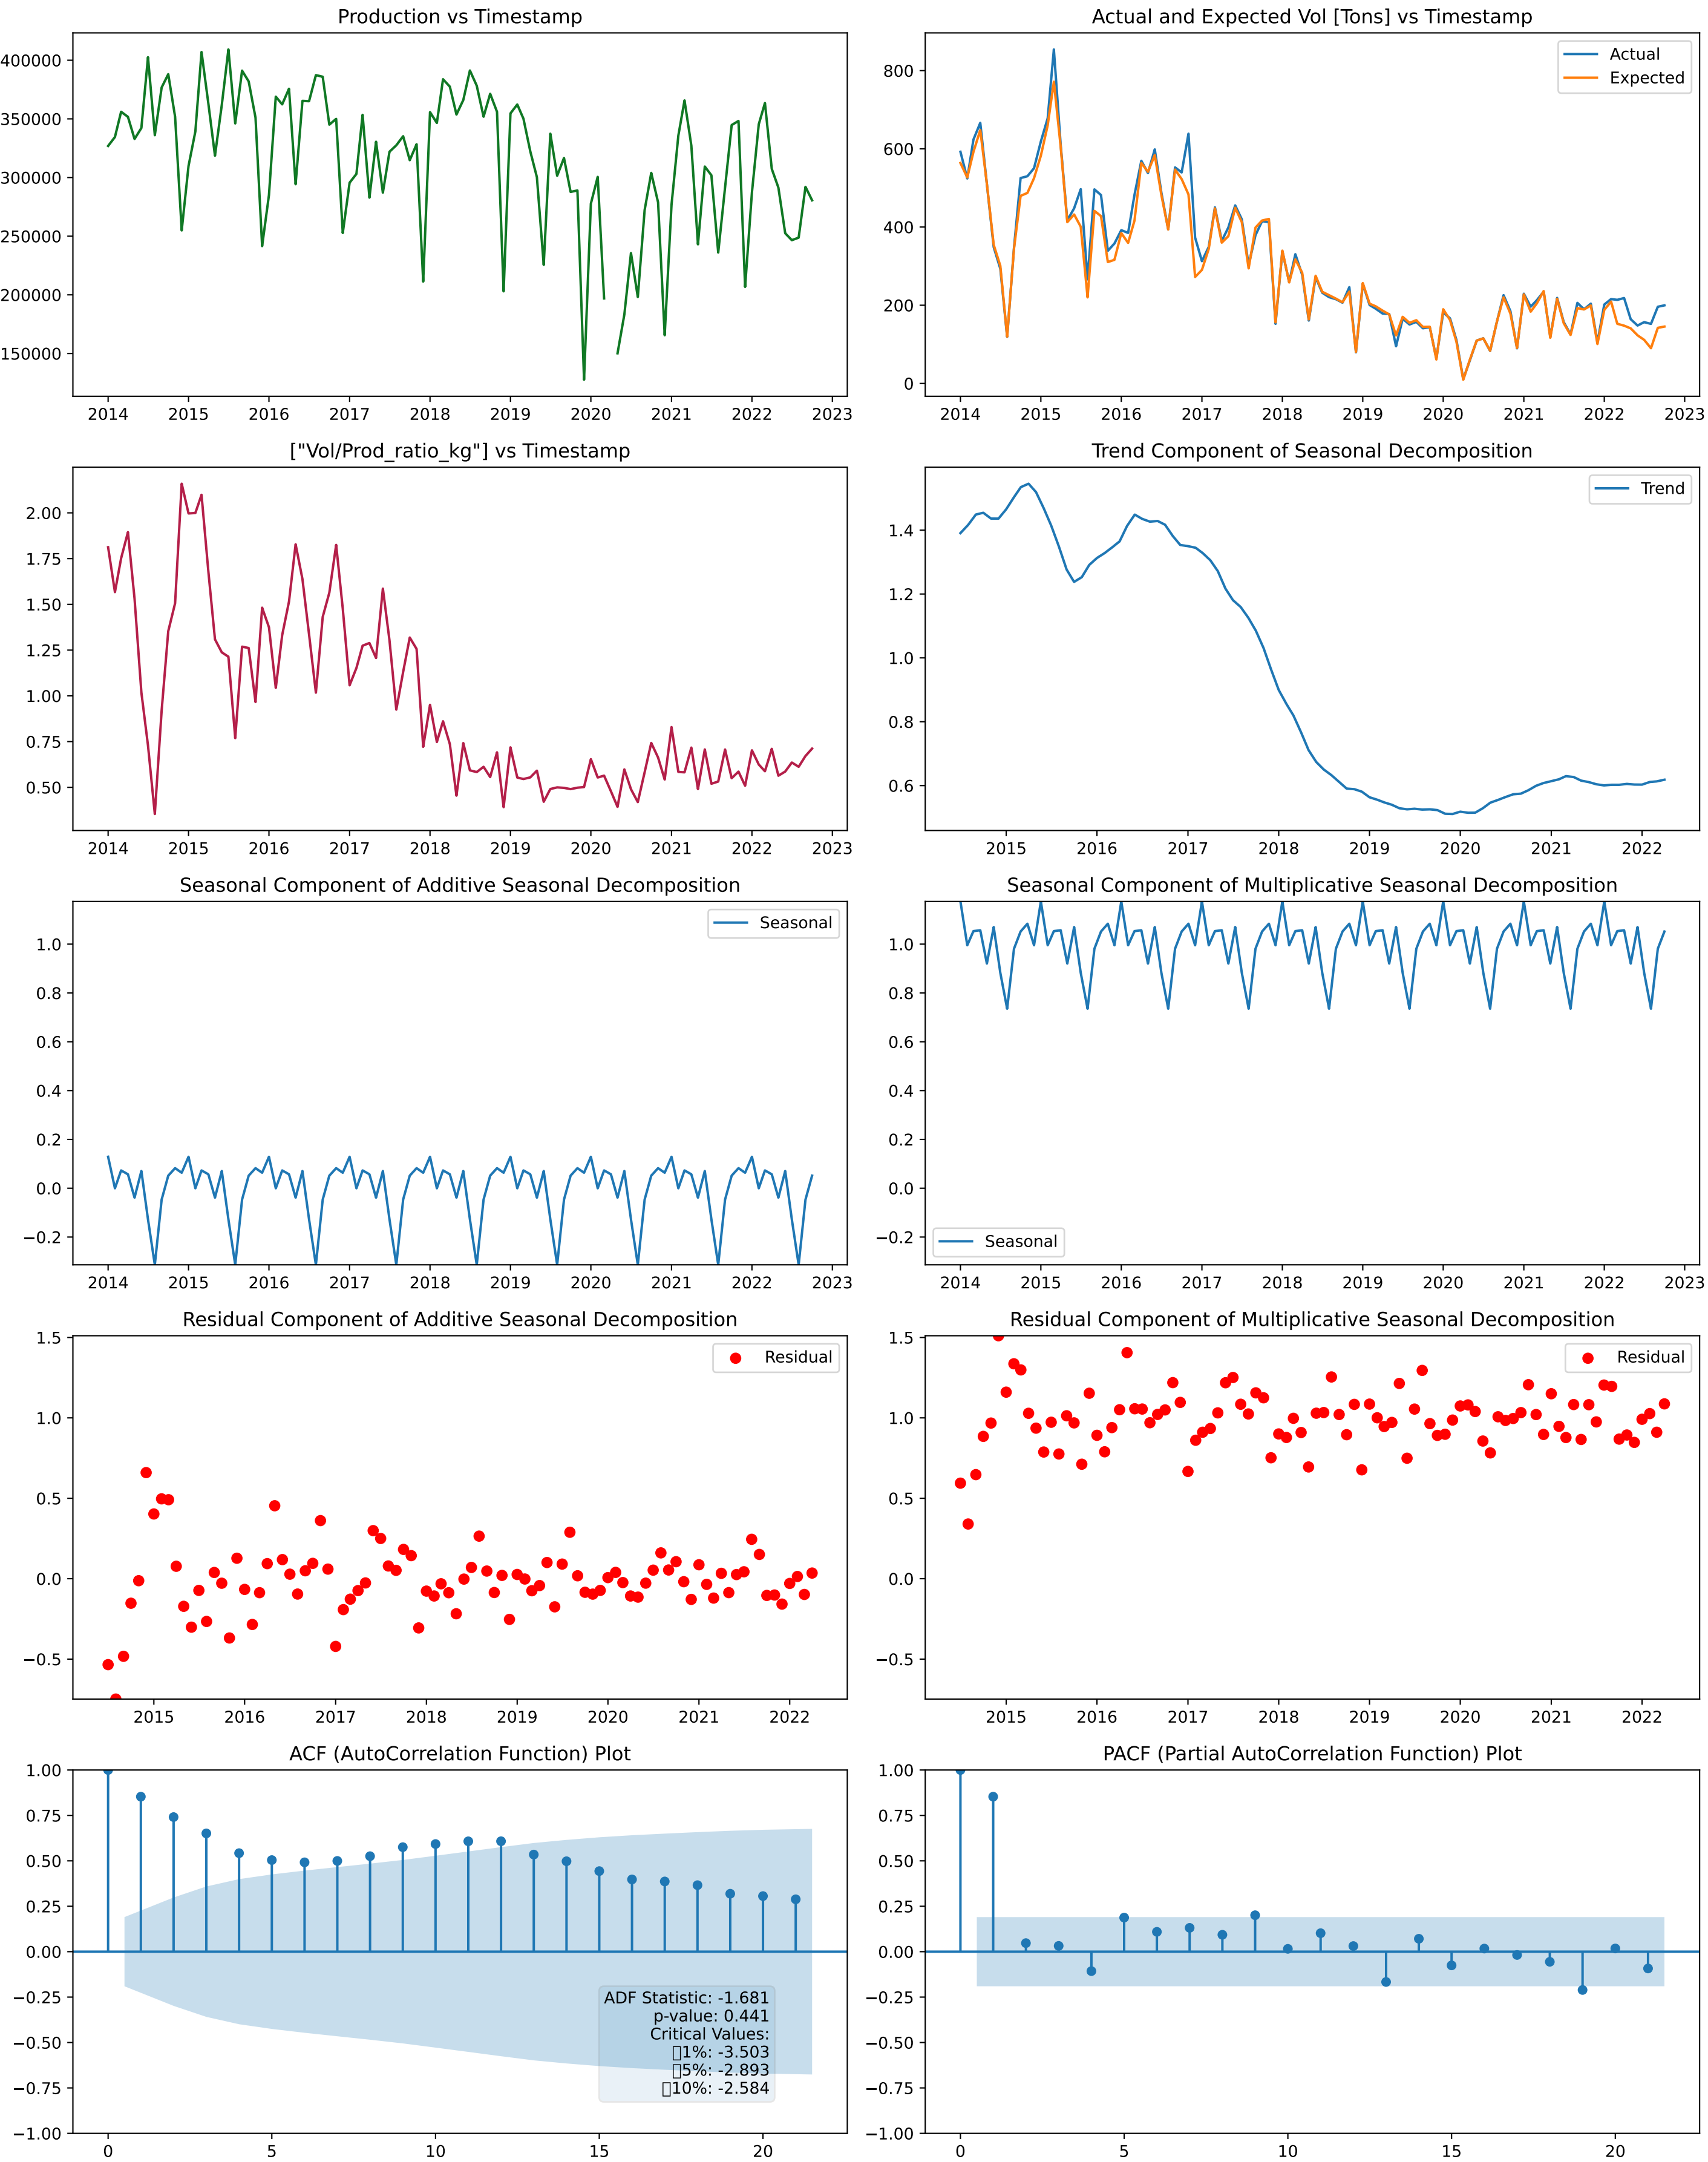 Production vs Timestamp
400000
350000
300000
250000
200000
150000
2014 2015 2016 2017 2018 2019 2020 2021 2022 2023
Actual and Expected Vol [Tons] vs Timestamp
Actual
Expected
800
600
400
200
0
2014 2015 2016 2017 2018 2019 2020 2021 2022 2023
["Vol/Prod_ratio_kg"] vs Timestamp
2.00
1.75
1.50
1.25
1.00
0.75
0.50
2014 2015 2016 2017 2018 2019 2020 2021 2022 2023
Trend Component of Seasonal Decomposition
Trend
1.4
1.2
1.0
0.8
0.6
2015 2016 2017 2018 2019 2020 2021 2022
Seasonal Component of Additive Seasonal Decomposition
Seasonal
1.0
0.8
0.6
0.4
0.2
0.0
−0.2
2014 2015 2016 2017 2018 2019 2020 2021 2022 2023
Seasonal Component of Multiplicative Seasonal Decomposition
1.0
0.8
0.6
0.4
0.2
0.0
−0.2
Seasonal
2014 2015 2016 2017 2018 2019 2020 2021 2022 2023
Residual Component of Additive Seasonal Decomposition
Residual
1.5
1.0
0.5
0.0
−0.5
2015 2016 2017 2018 2019 2020 2021 2022
Residual Component of Multiplicative Seasonal Decomposition
Residual
1.5
1.0
0.5
0.0
−0.5
2015 2016 2017 2018 2019 2020 2021 2022
ACF (AutoCorrelation Function) Plot
1.00
0.75
0.50
0.25
0.00
−0.25
−0.50
−0.75
−1.00
ADF Statistic: -1.681
p-value: 0.441
Critical Values:
▯1%: -3.503
▯5%: -2.893
▯10%: -2.584
0 5 10 15 20
PACF (Partial AutoCorrelation Function) Plot
1.00
0.75
0.50
0.25
0.00
−0.25
−0.50
−0.75
−1.00
0 5 10 15 20